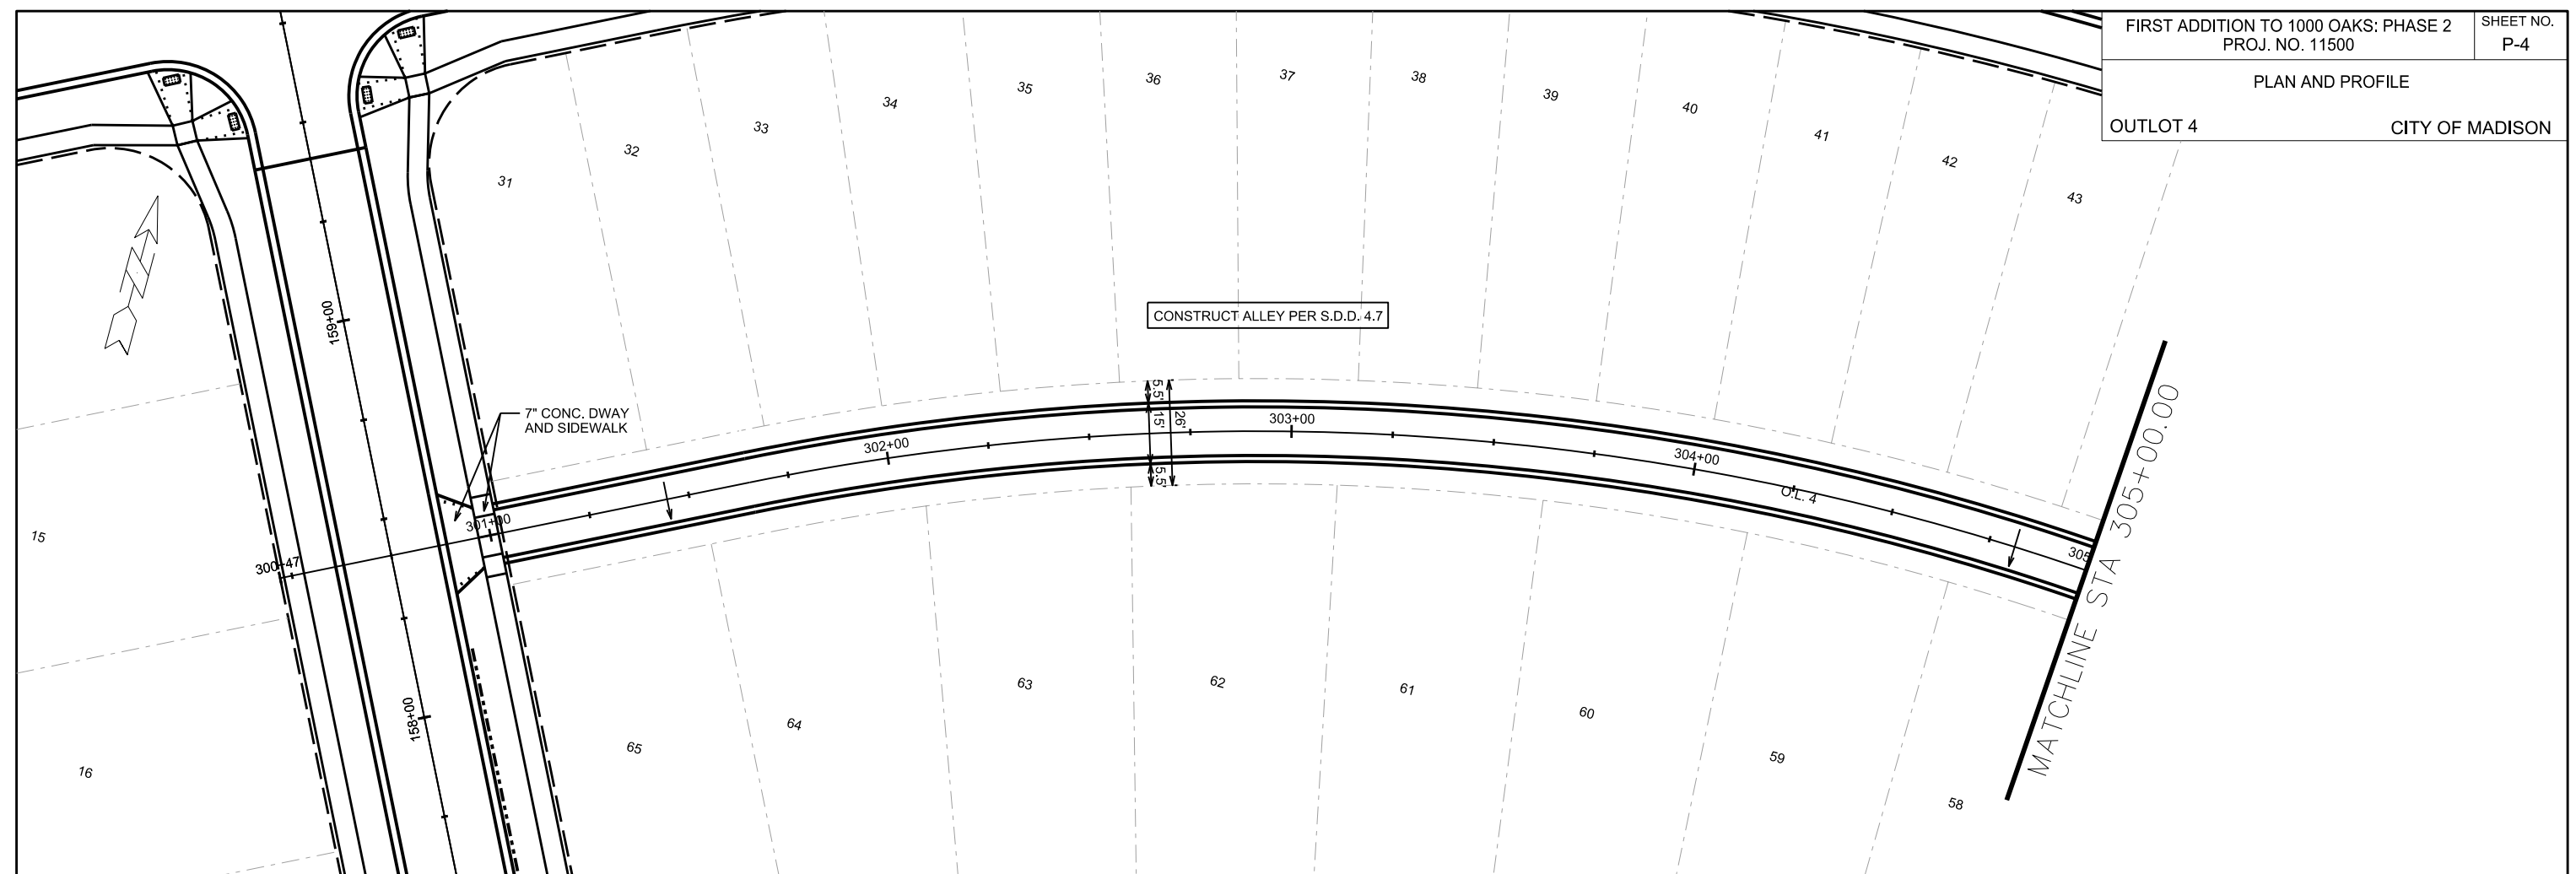 FIRST ADDITION TO 1000 OAKS: PHASE 2
PROJ. NO. 11500
SHEET NO.
P-4
PLAN AND PROFILE
OUTLOT 4
CITY OF MADISON
31
32
33
34
35
36
37
38
39
40
41
42
43
159+00
CONSTRUCT ALLEY PER S.D.D. 4.7
7" CONC. DWAY
AND SIDEWALK
5.5'
15'
26'
5.5'
300+47
301+00
302+00
303+00
304+00
O.L. 4
305
MATCHLINE STA 305+00.00
15
16
158+00
65
64
63
62
61
60
59
58